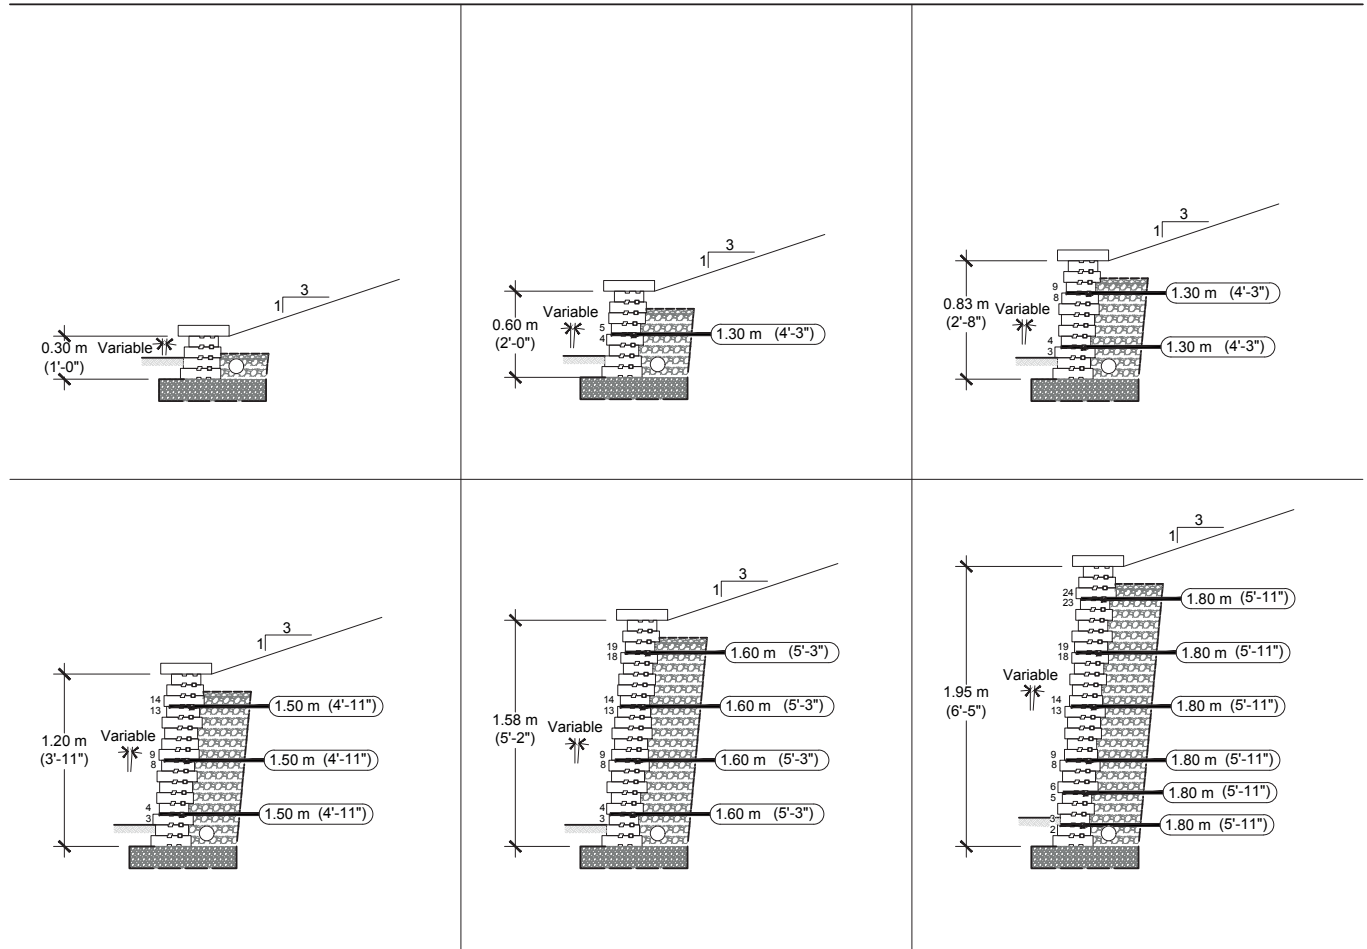 3
1
0.30 m
(1'-0")
Variable
3
1
Variable
0.60 m
(2'-0")
5
4
1.30 m (4'-3")
3
1
0.83 m
(2'-8")
Variable
9
8
1.30 m (4'-3")
4
3
1.30 m (4'-3")
3
1
14
13
1.50 m (4'-11")
1.20 m
(3'-11")
Variable
9
8
1.50 m (4'-11")
4
3
1.50 m (4'-11")
3
1
19
18
1.60 m (5'-3")
14
13
1.60 m (5'-3")
1.58 m
(5'-2")
Variable
9
8
1.60 m (5'-3")
4
3
1.60 m (5'-3")
3
1
24
23
1.80 m (5'-11")
19
18
1.80 m (5'-11")
Variable
1.95 m
(6'-5")
14
13
1.80 m (5'-11")
9
8
1.80 m (5'-11")
6
5
1.80 m (5'-11")
3
2
1.80 m (5'-11")